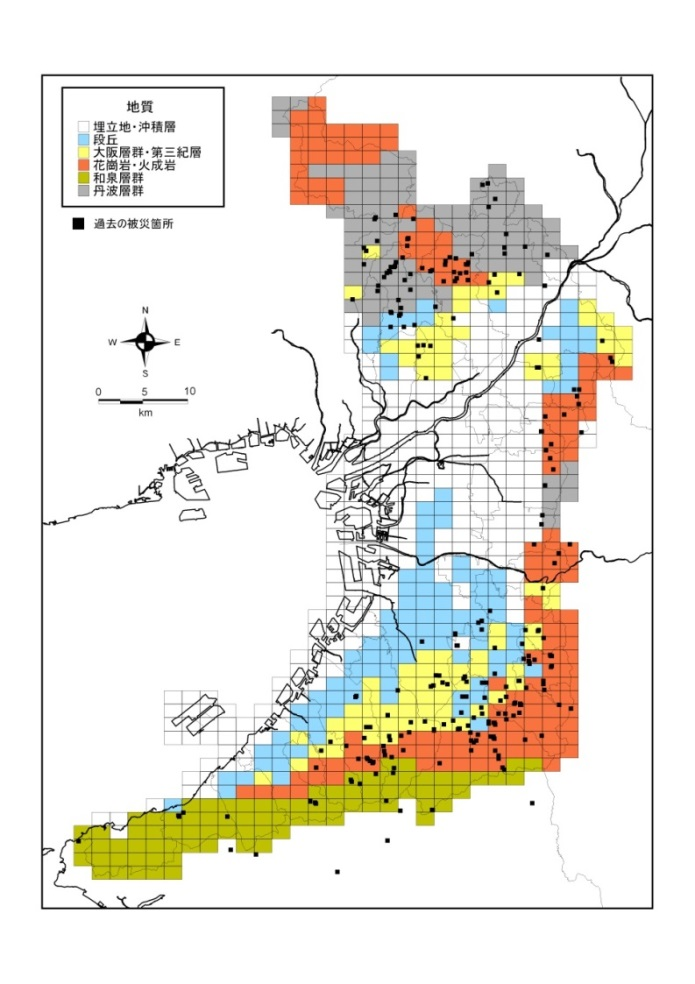 地質
埋立地・沖積層
段丘
大阪層群・第三紀層
花崗岩・火成岩
和泉層群
丹波層群
過去の被災箇所
N
W E
S
0 5 10
km